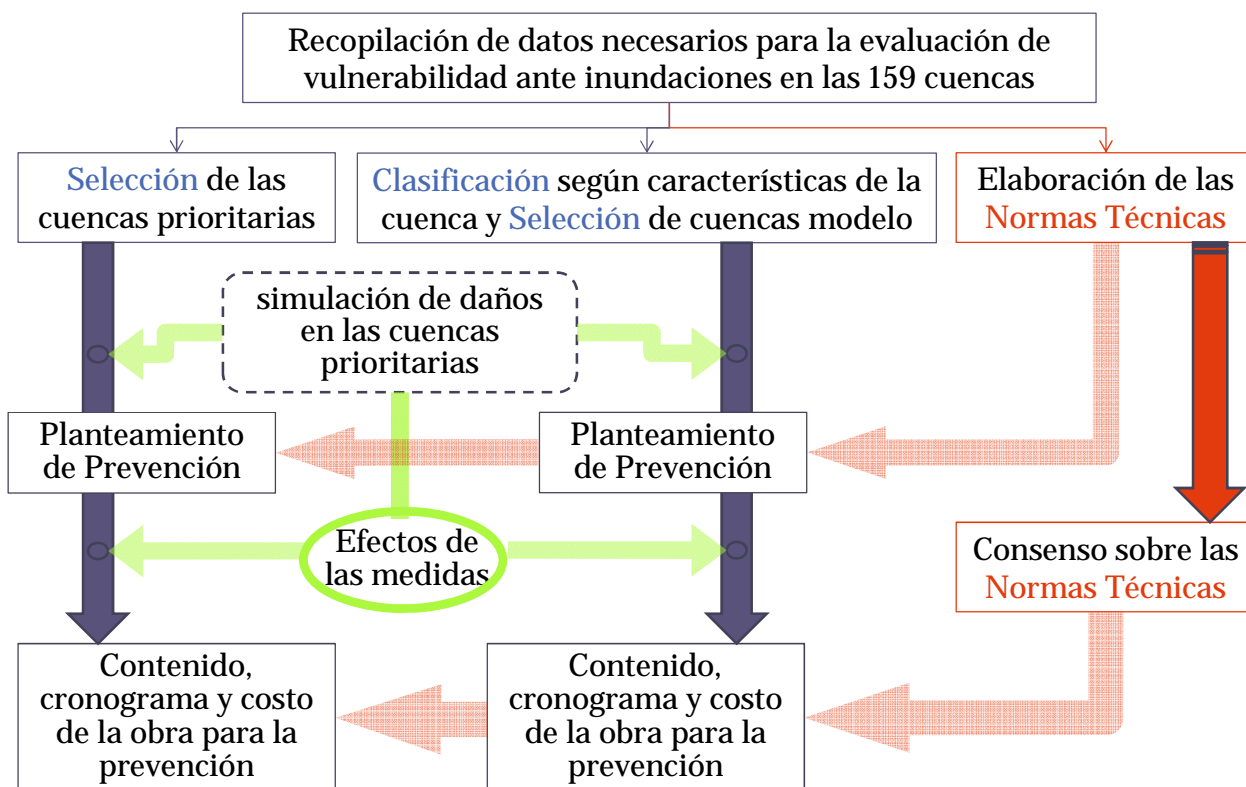 Recopilación de datos necesarios para la evaluación de
vulnerabilidad ante inundaciones en las 159 cuencas
Selección de las
cuencas prioritarias
Clasificación según características de la
cuenca y Selección de cuencas modelo
Elaboración de las
Normas Técnicas
simulación de daños
en las cuencas
prioritarias
Planteamiento
de Prevención
Planteamiento
de Prevención
Efectos de
las medidas
Consenso sobre las
Normas Técnicas
Contenido,
cronograma y costo
de la obra para la
prevención
Contenido,
cronograma y costo
de la obra para la
prevención